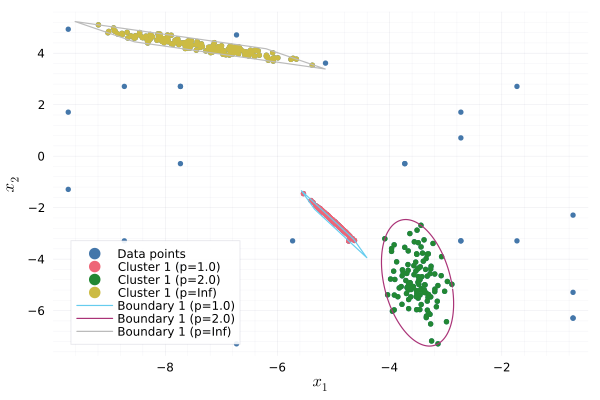 4
2
0
−2
−4
−6
x2
Data points
Cluster 1 (p=1.0)
Cluster 1 (p=2.0)
Cluster 1 (p=Inf)
Boundary 1 (p=1.0)
Boundary 1 (p=2.0)
Boundary 1 (p=Inf)
−8 −6 −4 −2
x1